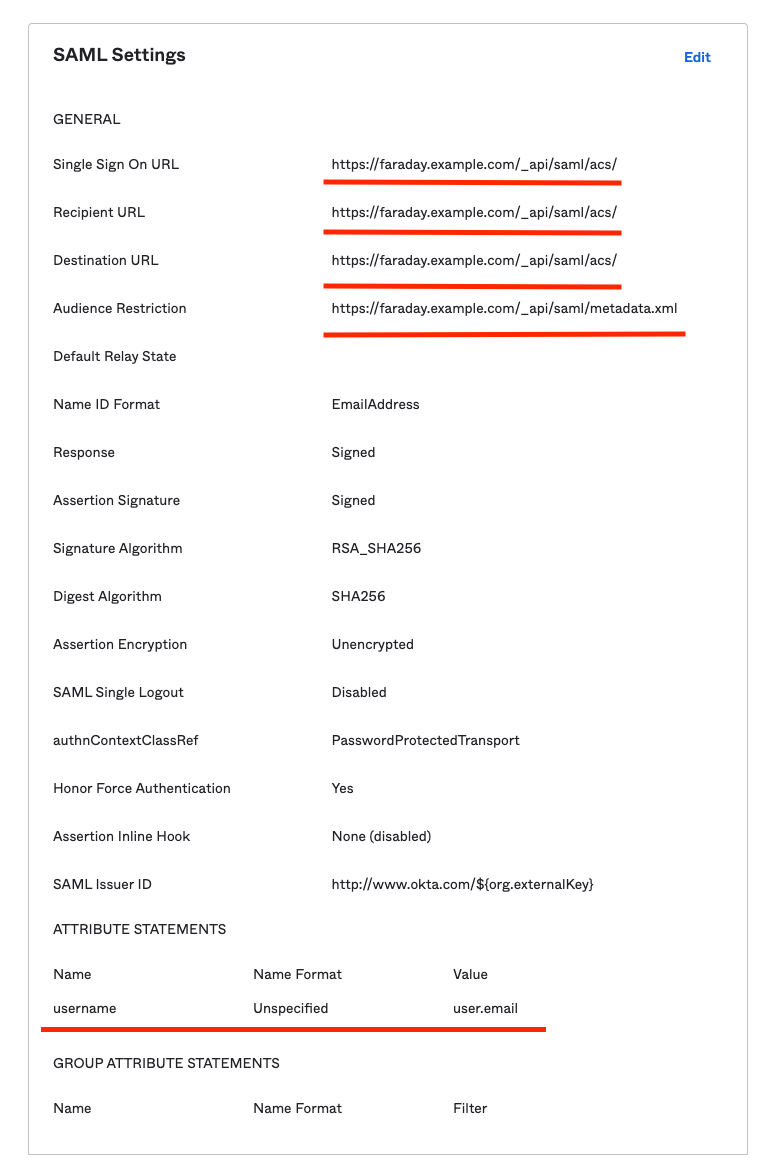 SAML Settings
Edit
GENERAL
Single Sign On URL https://faraday.example.com/_api/saml/acs/
Recipient URL https://faraday.example.com/_api/saml/acs/
Destination URL https://faraday.example.com/_api/saml/acs/
Audience Restriction https://faraday.example.com/_api/saml/metadata.xml
Default Relay State
Name ID Format EmailAddress
Response Signed
Assertion Signature Signed
Signature Algorithm RSA_SHA256
Digest Algorithm SHA256
Assertion Encryption Unencrypted
SAML Single Logout Disabled
authnContextClassRef PasswordProtectedTransport
Honor Force Authentication Yes
Assertion Inline Hook None (disabled)
SAML Issuer ID http://www.okta.com/${org.externalKey}
ATTRIBUTE STATEMENTS
Name Name Format Value
username Unspecified user.email
GROUP ATTRIBUTE STATEMENTS
Name Name Format Filter